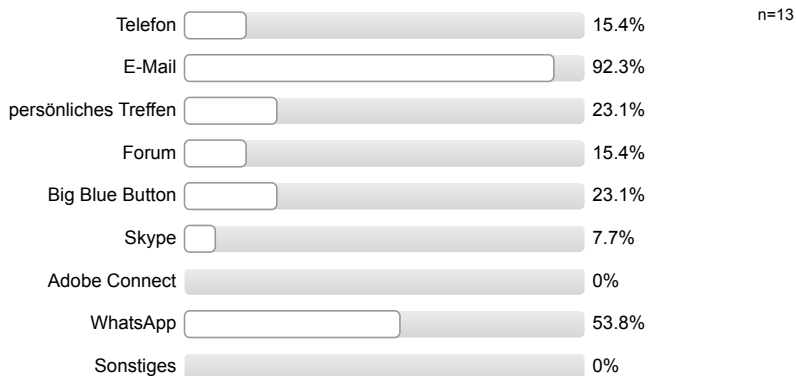 n=13
Telefon 15.4%
E-Mail 92.3%
persönliches Treffen 23.1%
Forum 15.4%
Big Blue Button 23.1%
Skype 7.7%
Adobe Connect 0%
WhatsApp 53.8%
Sonstiges 0%